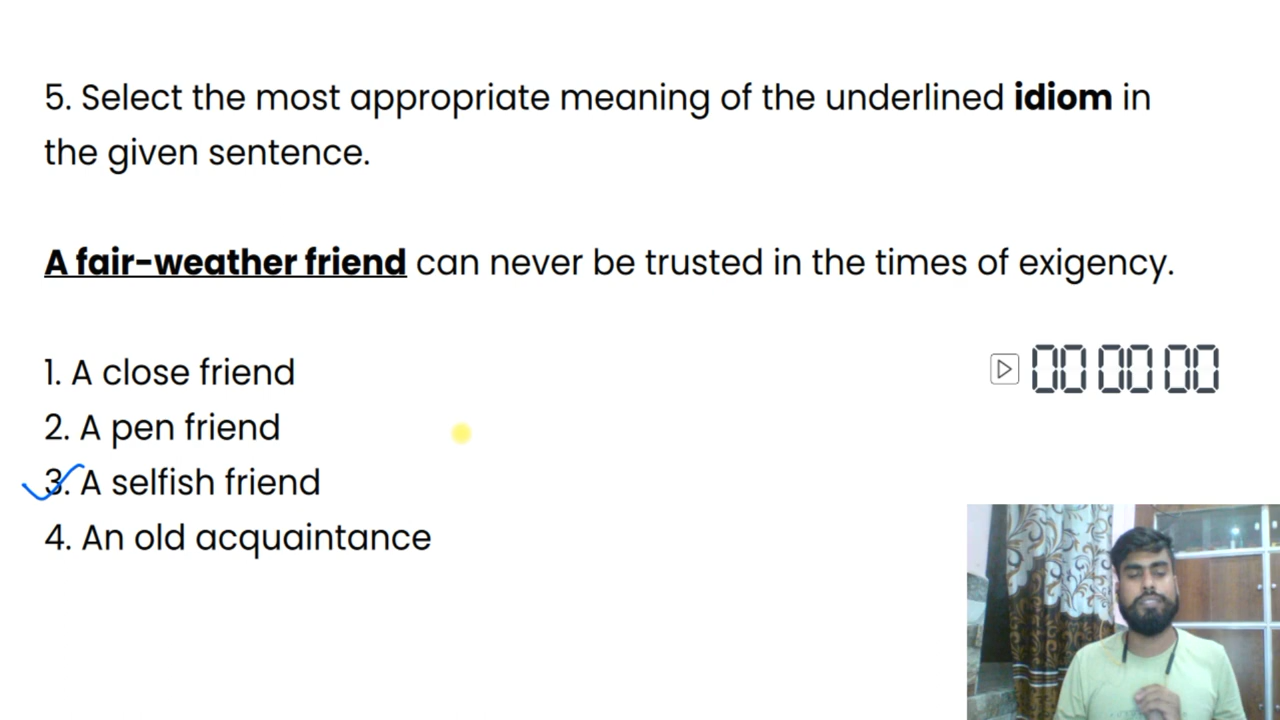 5. Select the most appropriate meaning of the underlined idiom in
the given sentence.
A fair-weather friend can never be trusted in the times of exigency.
1. A close friend
00 00 00
2. A pen friend
3. A selfish friend
4. An old acquaintance